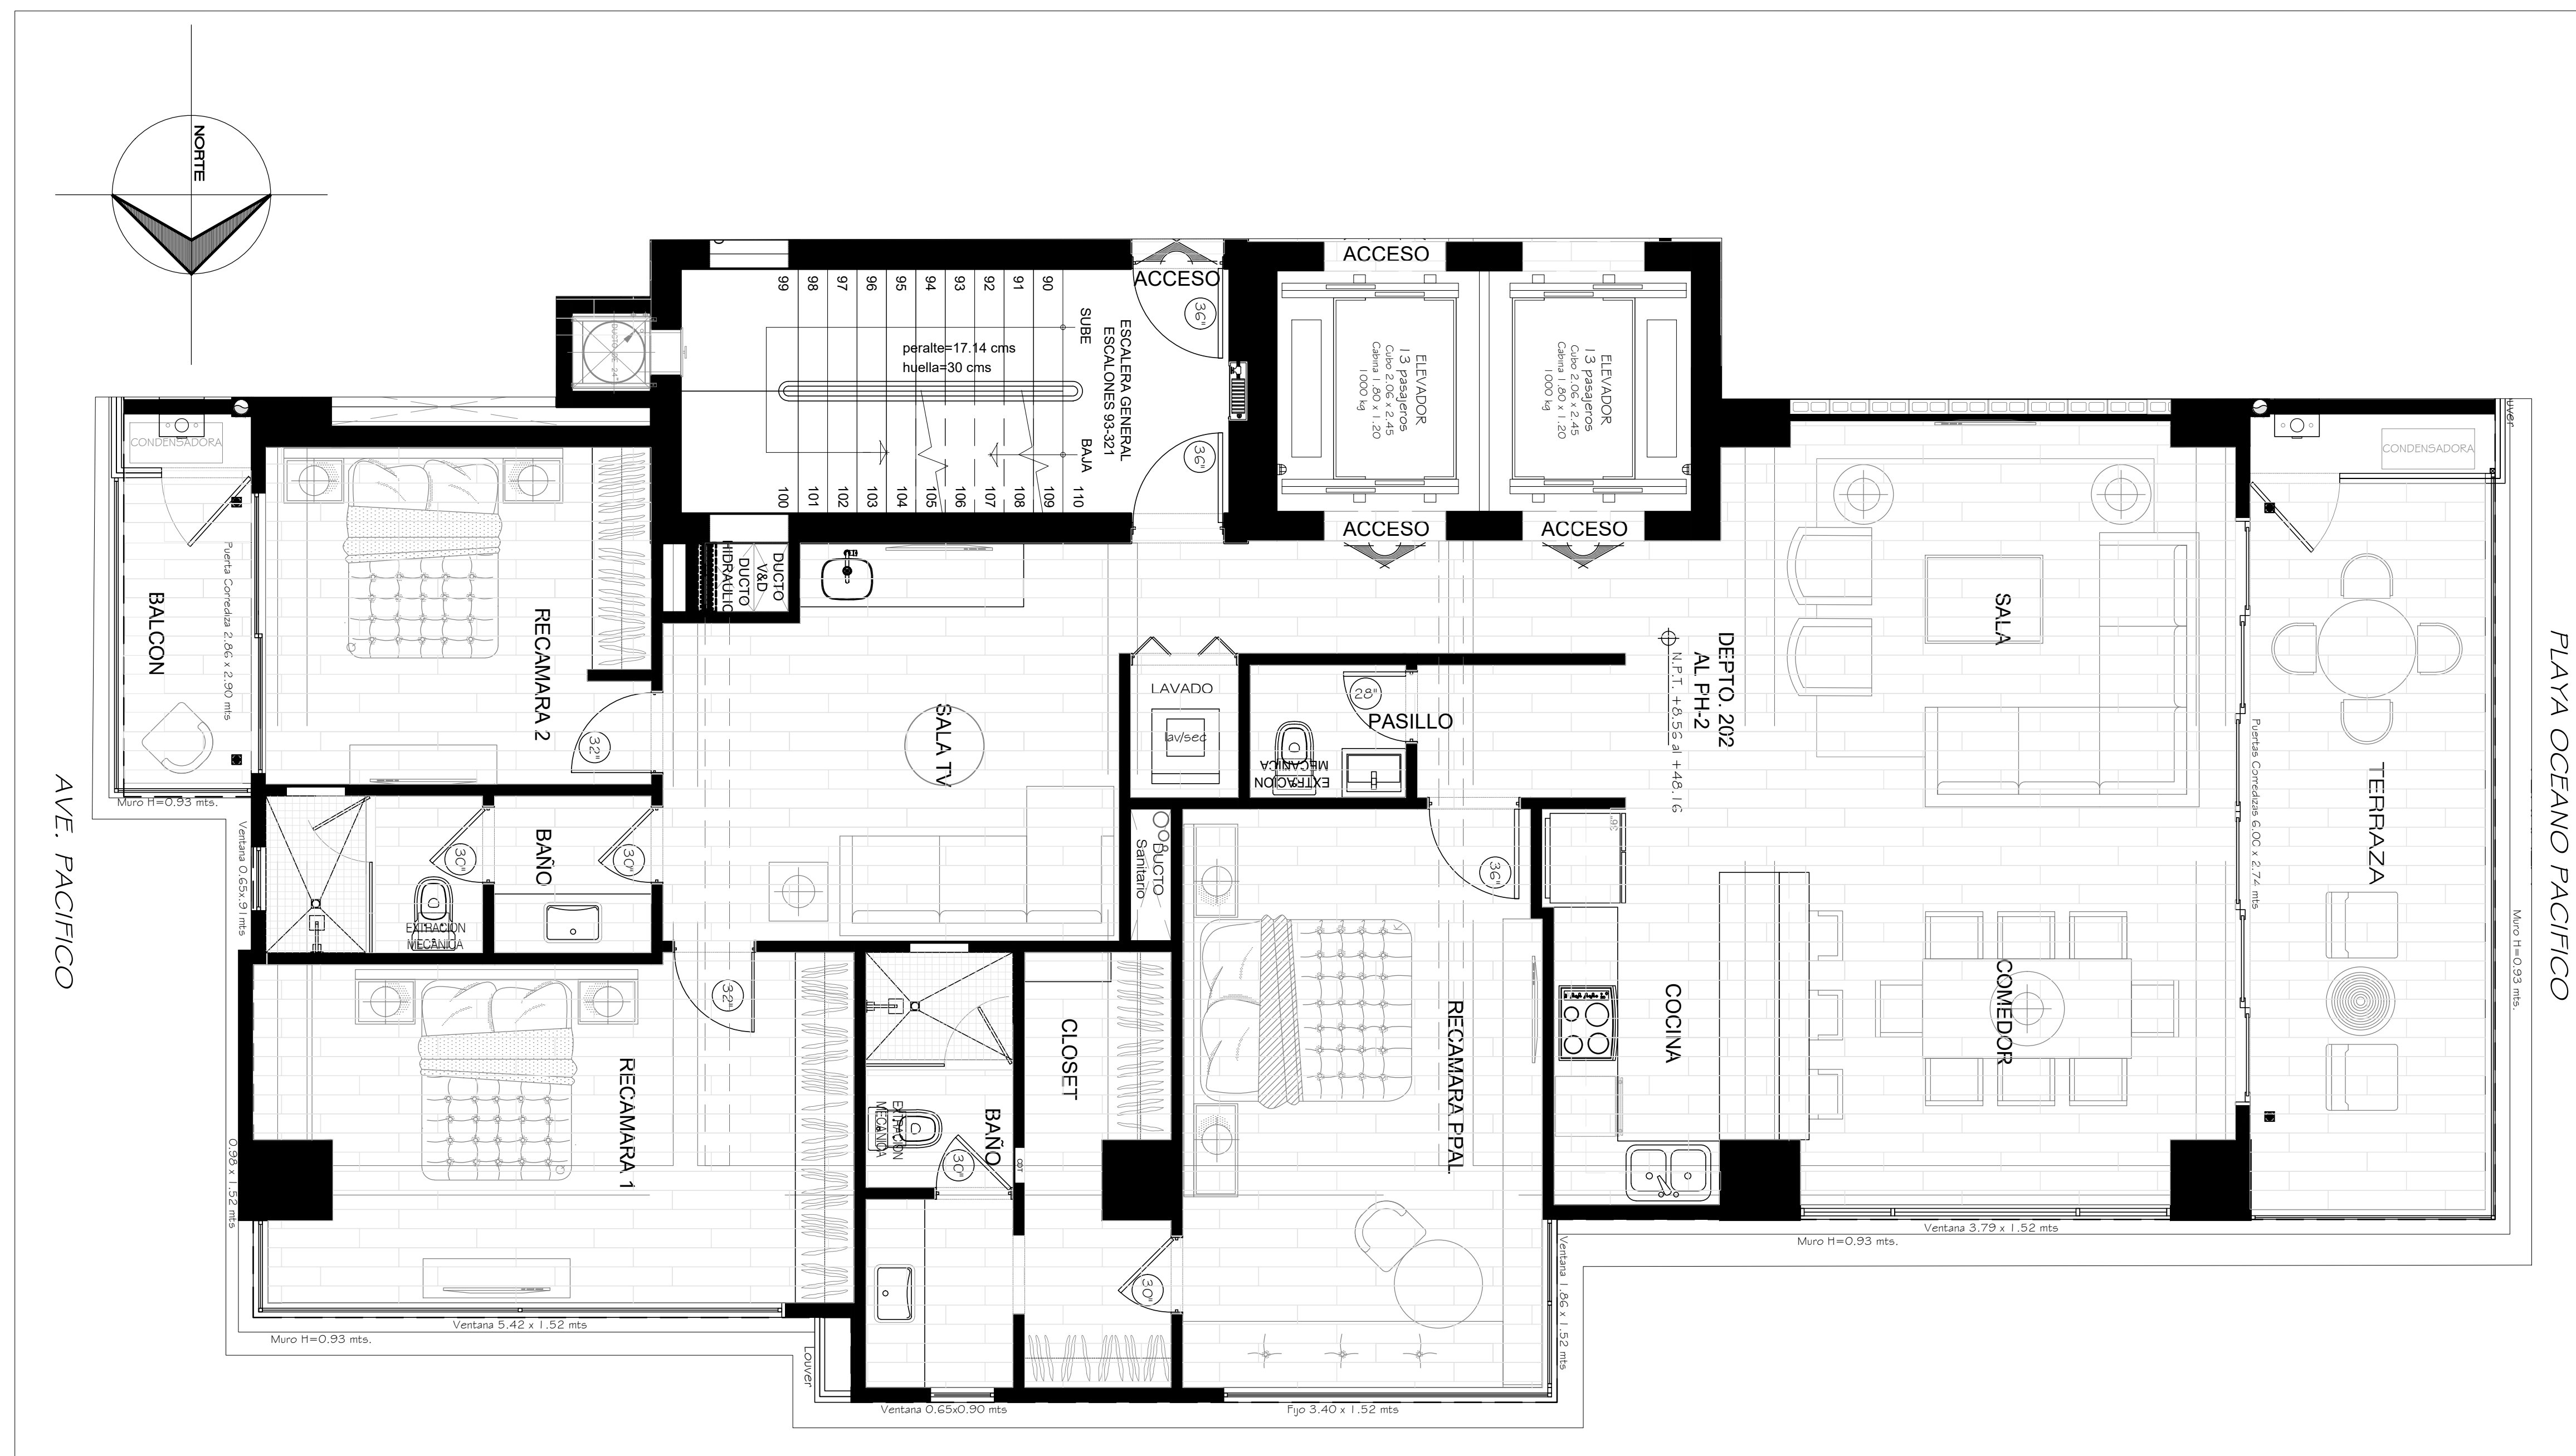 NORTE
ACCESO
ACCESO
99
98
97
96
95
94
93
92
91
90
SUBE
ESCALERA GENERAL
ESCALONES 93-321
36"
peralte=17.14 cms
huella=30 cms
DUCTO DE 24"
BAJA
36"
100
101
102
103
104
105
106
107
108
109
110
ELEVADOR
13 pasajeros
Cubo 2.06 x 2.45
Cabina 1.80 x 1.20
1000 kg
ELEVADOR
13 pasajeros
Cubo 2.06 x 2.45
Cabina 1.80 x 1.20
1000 kg
ACCESO
ACCESO
CONDENSADORA
CONDENSADORA
BALCON
Puerta Corrediza 2.86 x 2.90 mts
RECAMARA 2
32"
DUCTO
HIDRAULICO
DUCTO
V&D
SALA TV
LAVADO
lav/sec
28"
PASILLO
EXTRACION
MECANICA
DEPTO. 202
AL PH-2
N.P.T. +8.56 al +48.16
SALA
TERRAZA
Puertas Corredizas 6.00 x 2.74 mts
PLAYA OCEANO PACIFICO
AVE. PACIFICO
Muro H=0.93 mts.
Ventana 0.65x.91mts
30"
BAÑO
30"
EXTRACION
MECANICA
DUCTO
Sanitario
36"
36"
32"
RECAMARA 1
CLOSET
BAÑO
EXTRACION
MECANICA
30"
CDT
RECAMARA PPAL
COCINA
COMEDOR
Muro H=0.93 mts.
0.98 x 1.52 mts
30"
Ventana 3.79 x 1.52 mts
Muro H=0.93 mts.
Ventana 1.86 x 1.52 mts
Ventana 5.42 x 1.52 mts
Muro H=0.93 mts.
Louver
Ventana 0.65x0.90 mts
Fijo 3.40 x 1.52 mts